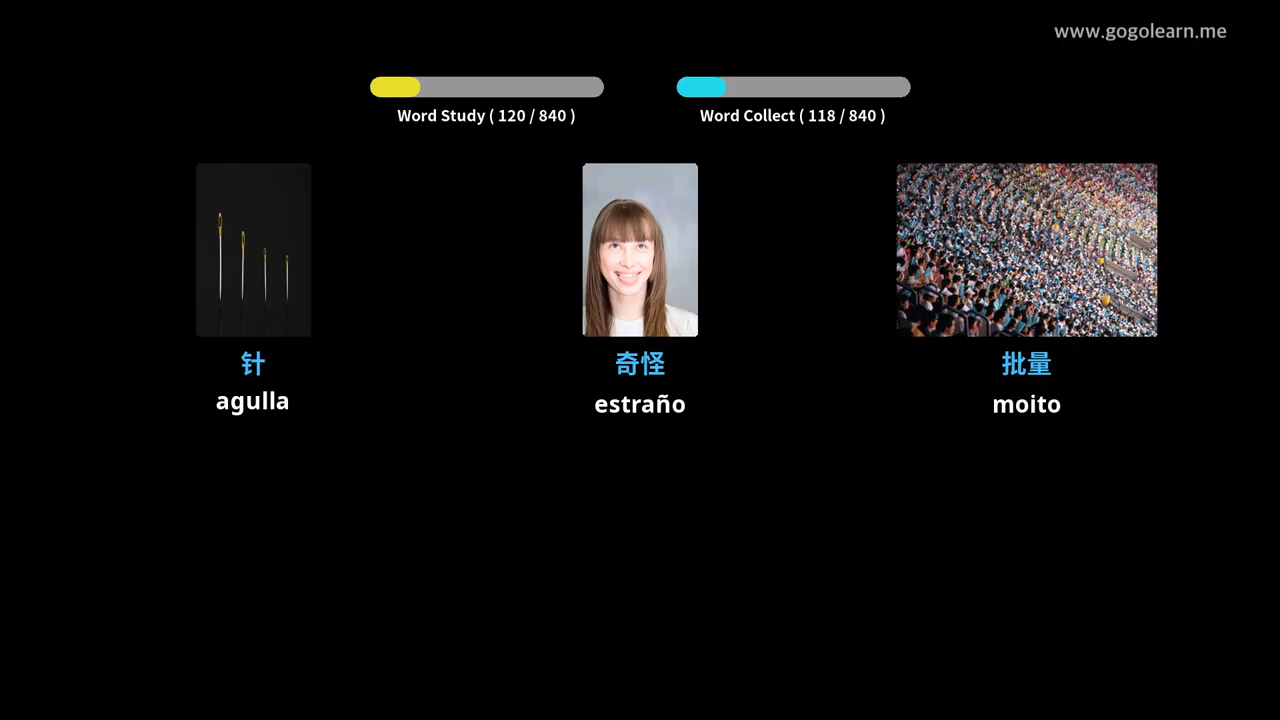 www.gogolearn.me
Word Study ( 120 / 840 )
Word Collect ( 118 / 840 )
针
agulla
奇怪
estraño
批量
moito